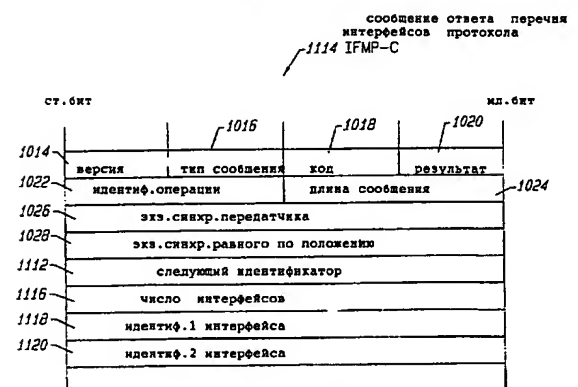 сообщение ответа перечня
интерфейсов протокола
1114 IFMP-C
ст.бит мл.бит
1016 1018 1020
1014
версия тип сообщения код результат
1022 идентиф.операции длина сообщения 1024
1026 экз.синхр.передатчика
1028 экз.синхр.равного по положению
1112 следующий идентификатор
1116 число интерфейсов
1118 идентиф.1 интерфейса
1120 идентиф.2 интерфейса